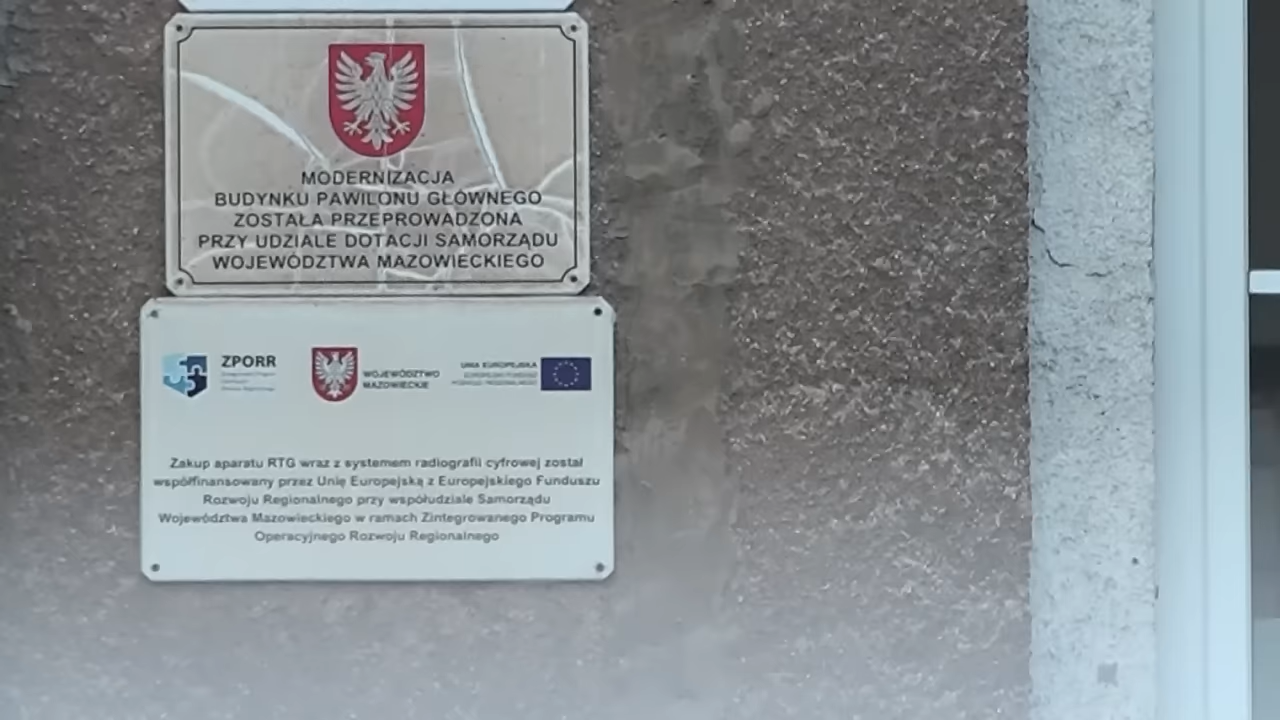 MODERNIZACJA
BUDYNKU PAWILONU GŁÓWNEGO
ZOSTAŁA PRZEPROWADZONA
PRZY UDZIALE DOTACJI SAMORZĄDU
WOJEWÓDZTWA MAZOWIECKIEGO
ZPORR
WOJEWÓDZTWO
MAZOWIECKIE
UNIA EUROPEJSKA
Zakup aparatu RTG wraz z systemem radiografii cyfrowej został
współfinansowany przez Unię Europejską z Europejskiego Funduszu
Rozwoju Regionalnego przy współudziale Samorządu
Województwa Mazowieckiego w ramach Zintegrowanego Programu
Operacyjnego Rozwoju Regionalnego